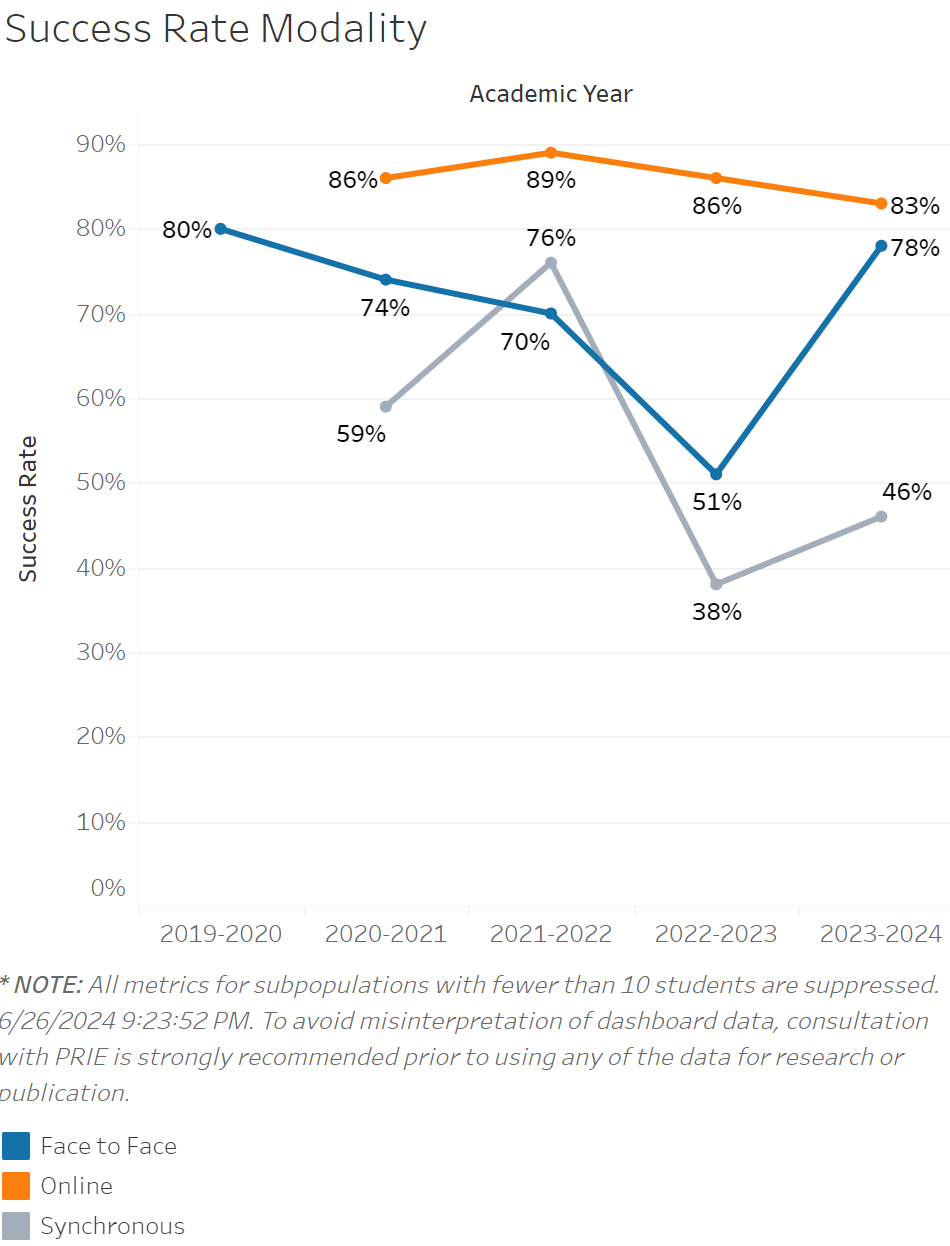 Success Rate Modality
Academic Year
90%
80%
70%
60%
50%
40%
30%
20%
10%
0%
Success Rate
86%
89%
86%
83%
80%
74%
70%
51%
78%
59%
76%
38%
46%
2019-2020 2020-2021 2021-2022 2022-2023 2023-2024
* NOTE: All metrics for subpopulations with fewer than 10 students are suppressed.
6/26/2024 9:23:52 PM. To avoid misinterpretation of dashboard data, consultation
with PRIE is strongly recommended prior to using any of the data for research or
publication.
Face to Face
Online
Synchronous